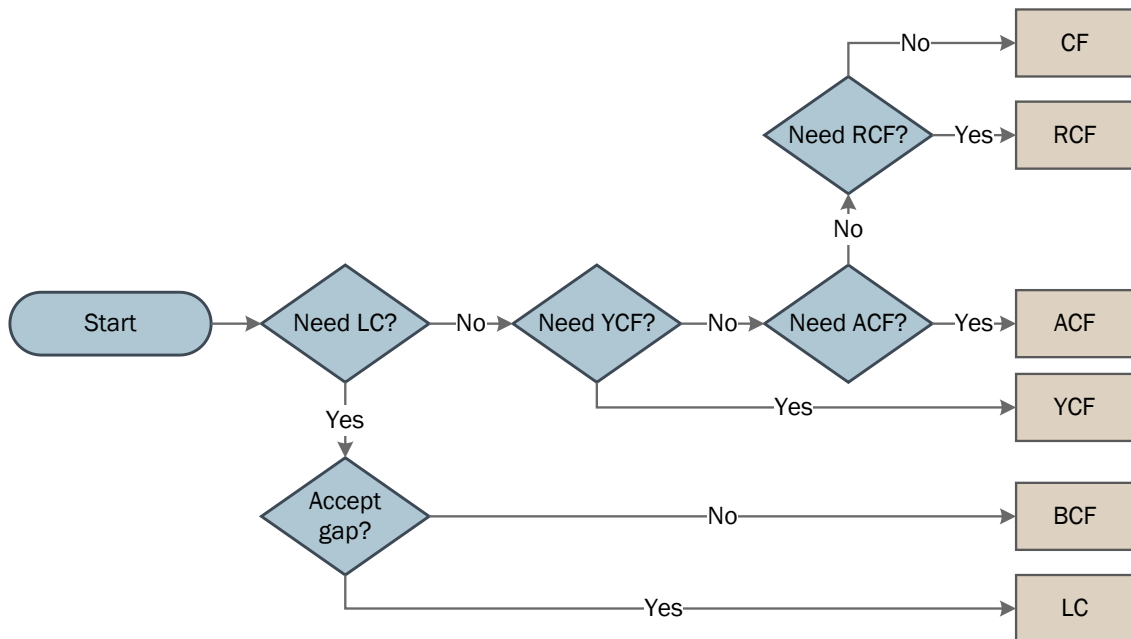 No
CF
Need RCF?
Yes
RCF
No
Start
Need LC?
No
Need YCF?
No
Need ACF?
Yes
ACF
Yes
YCF
Yes
Accept
gap?
No
BCF
Yes
LC